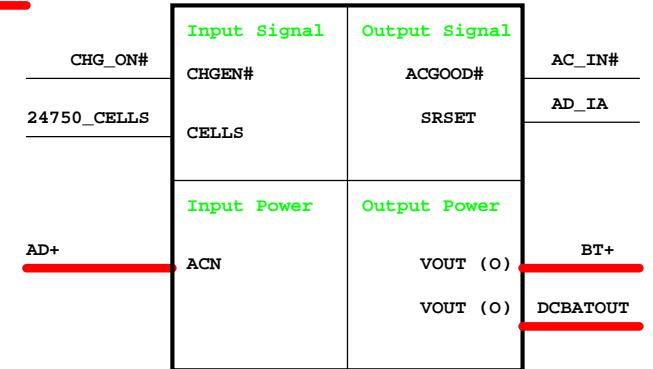 Input Signal Output Signal
CHG_ON# CHGEN# ACGOOD# AC_IN#
24750_CELLS CELLS SRSET AD_IA
Input Power Output Power
AD+ ACN VOUT (O) BT+
VOUT (O) DCBATOUT